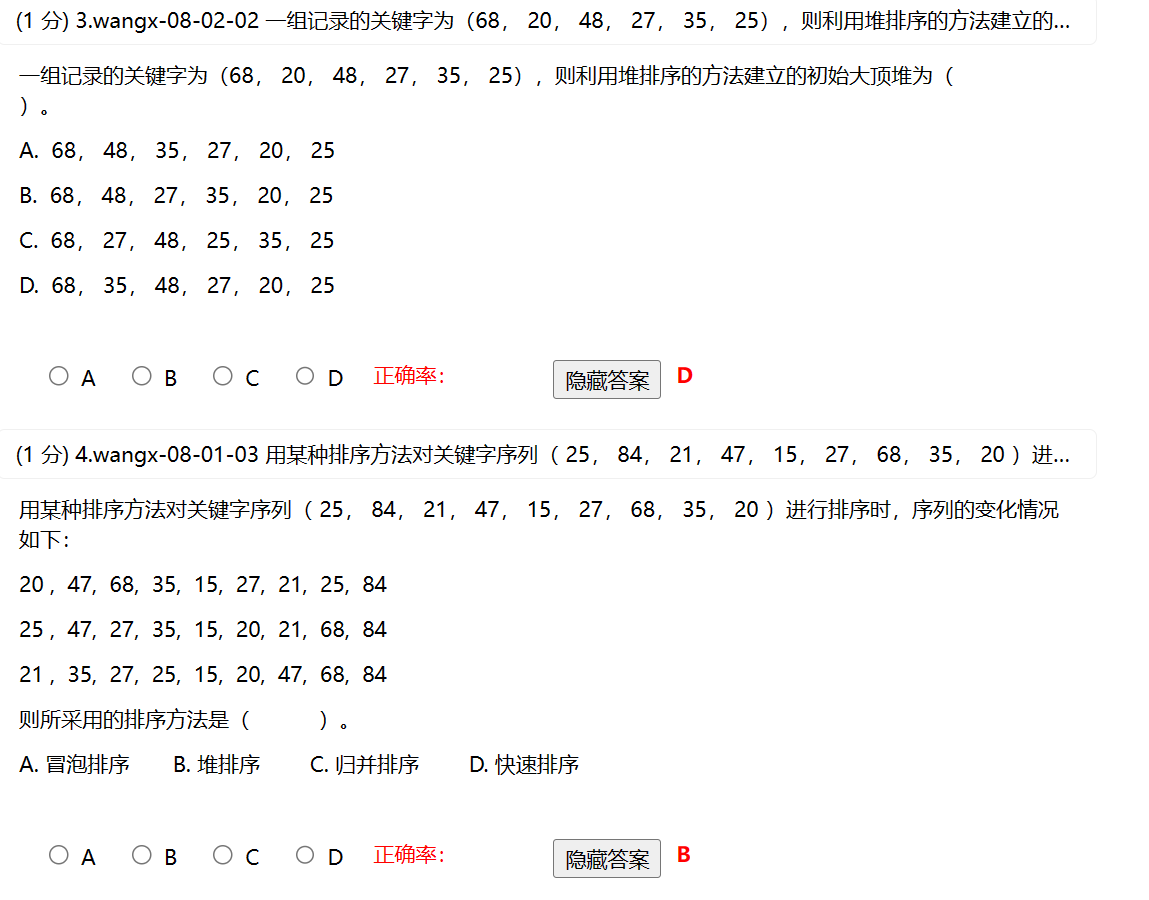 (1 分) 3.wangx-08-02-02 一组记录的关键字为（68， 20， 48， 27， 35， 25），则利用堆排序的方法建立的...
一组记录的关键字为（68， 20， 48， 27， 35， 25），则利用堆排序的方法建立的初始大顶堆为（
）。
A. 68， 48， 35， 27， 20， 25
B. 68， 48， 27， 35， 20， 25
C. 68， 27， 48， 25， 35， 25
D. 68， 35， 48， 27， 20， 25
A B C D 正确率： 隐藏答案 D
(1 分) 4.wangx-08-01-03 用某种排序方法对关键字序列（ 25， 84， 21， 47， 15， 27， 68， 35， 20 ）进...
用某种排序方法对关键字序列（ 25， 84， 21， 47， 15， 27， 68， 35， 20 ）进行排序时，序列的变化情况
如下：
20 , 47, 68, 35, 15, 27, 21, 25, 84
25 , 47, 27, 35, 15, 20, 21, 68, 84
21 , 35, 27, 25, 15, 20, 47, 68, 84
则所采用的排序方法是（ ）。
A. 冒泡排序 B. 堆排序 C. 归并排序 D. 快速排序
A B C D 正确率： 隐藏答案 B